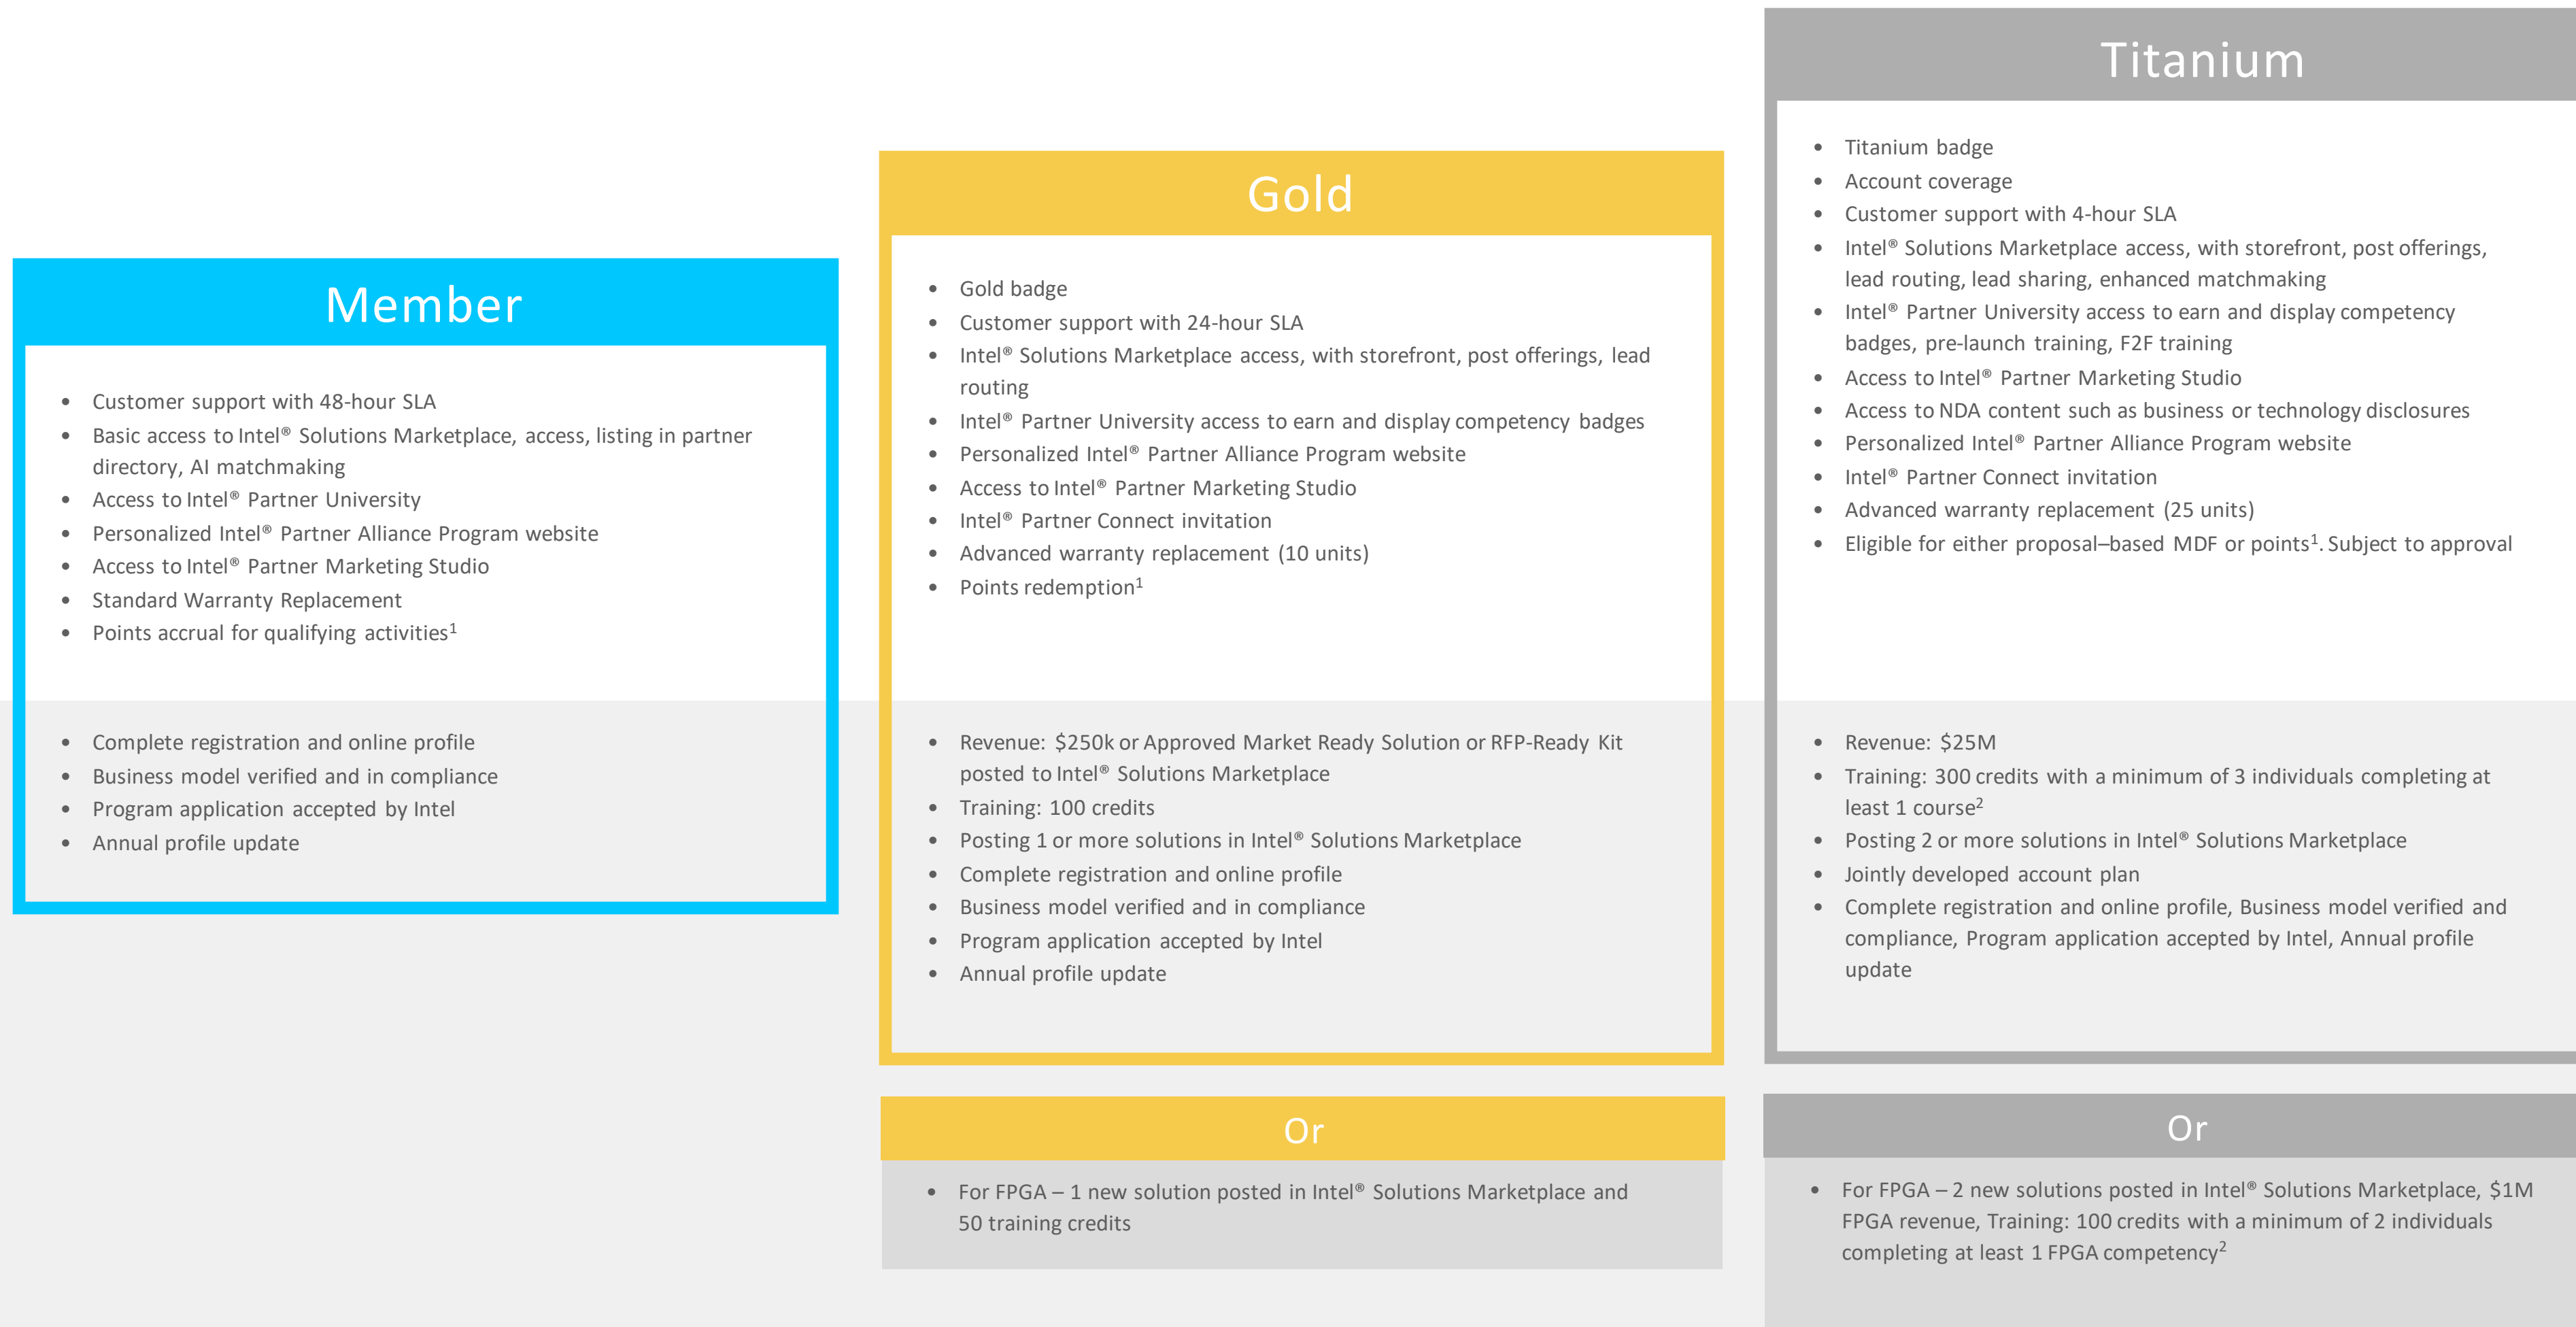 Member
• Customer support with 48-hour SLA
• Basic access to Intel® Solutions Marketplace, access, listing in partner
directory, AI matchmaking
• Access to Intel® Partner University
• Personalized Intel® Partner Alliance Program website
• Access to Intel® Partner Marketing Studio
• Standard Warranty Replacement
• Points accrual for qualifying activities¹
• Complete registration and online profile
• Business model verified and in compliance
• Program application accepted by Intel
• Annual profile update
Gold
• Gold badge
• Customer support with 24-hour SLA
• Intel® Solutions Marketplace access, with storefront, post offerings, lead
routing
• Intel® Partner University access to earn and display competency badges
• Personalized Intel® Partner Alliance Program website
• Access to Intel® Partner Marketing Studio
• Intel® Partner Connect invitation
• Advanced warranty replacement (10 units)
• Points redemption¹
• Revenue: $250k or Approved Market Ready Solution or RFP-Ready Kit
posted to Intel® Solutions Marketplace
• Training: 100 credits
• Posting 1 or more solutions in Intel® Solutions Marketplace
• Complete registration and online profile
• Business model verified and in compliance
• Program application accepted by Intel
• Annual profile update
Or
• For FPGA – 1 new solution posted in Intel® Solutions Marketplace and
50 training credits
Titanium
• Titanium badge
• Account coverage
• Customer support with 4-hour SLA
• Intel® Solutions Marketplace access, with storefront, post offerings,
lead routing, lead sharing, enhanced matchmaking
• Intel® Partner University access to earn and display competency
badges, pre-launch training, F2F training
• Access to Intel® Partner Marketing Studio
• Access to NDA content such as business or technology disclosures
• Personalized Intel® Partner Alliance Program website
• Intel® Partner Connect invitation
• Advanced warranty replacement (25 units)
• Eligible for either proposal–based MDF or points¹. Subject to approval
• Revenue: $25M
• Training: 300 credits with a minimum of 3 individuals completing at
least 1 course²
• Posting 2 or more solutions in Intel® Solutions Marketplace
• Jointly developed account plan
• Complete registration and online profile, Business model verified and
compliance, Program application accepted by Intel, Annual profile
update
Or
• For FPGA – 2 new solutions posted in Intel® Solutions Marketplace, $1M
FPGA revenue, Training: 100 credits with a minimum of 2 individuals
completing at least 1 FPGA competency²